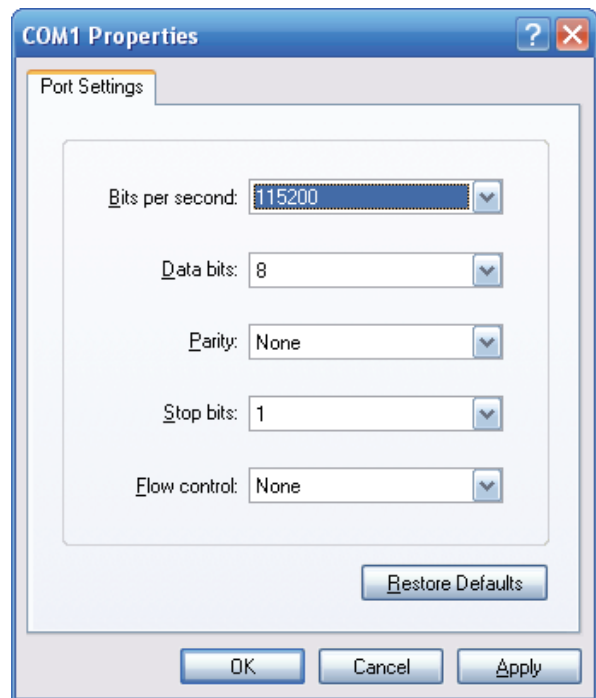 COM1 Properties
Port Settings
Bits per second: 115200
Data bits: 8
Parity: None
Stop bits: 1
Flow control: None
Restore Defaults
OK Cancel Apply